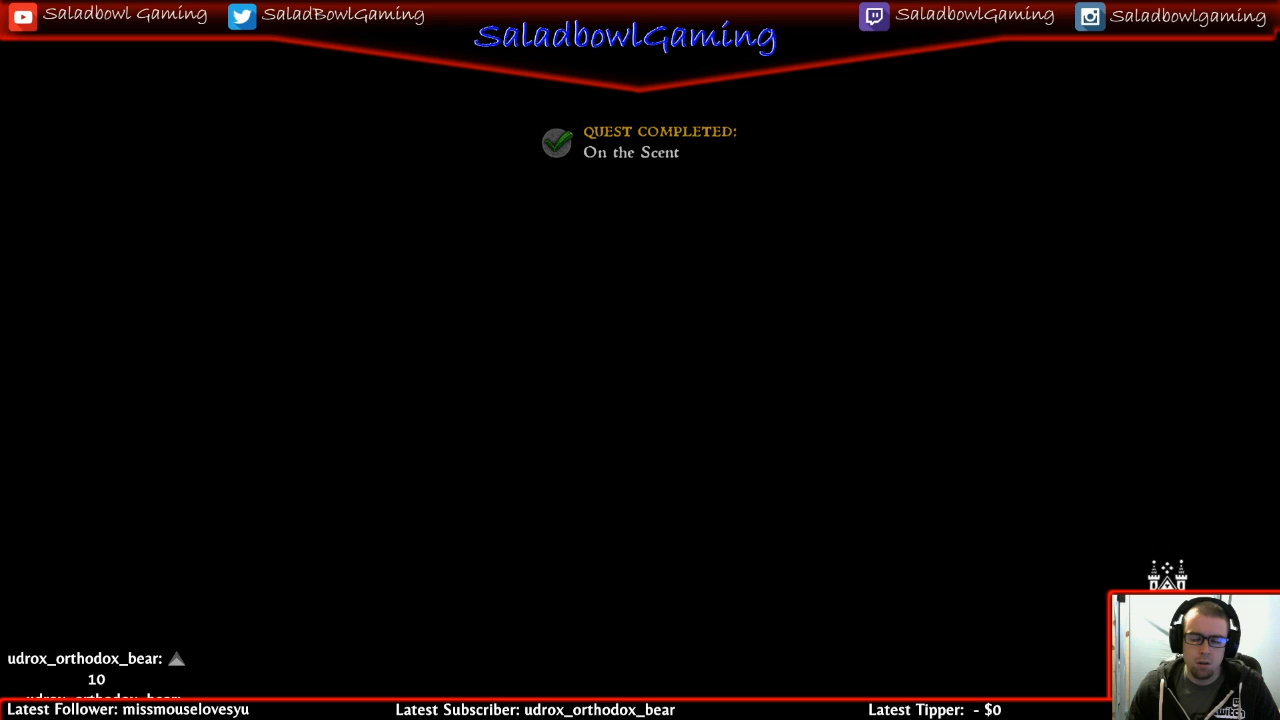 Saladbowl Gaming
SaladBowlGaming
SaladbowlGaming
SaladbowlGaming
Saladbowlgaming
QUEST COMPLETED:
On the Scent
udrox_orthodox_bear:
10
udrox_orthodox_bear:
Latest Follower: missmouselovesyu
Latest Subscriber: udrox_orthodox_bear
Latest Tipper: - $0